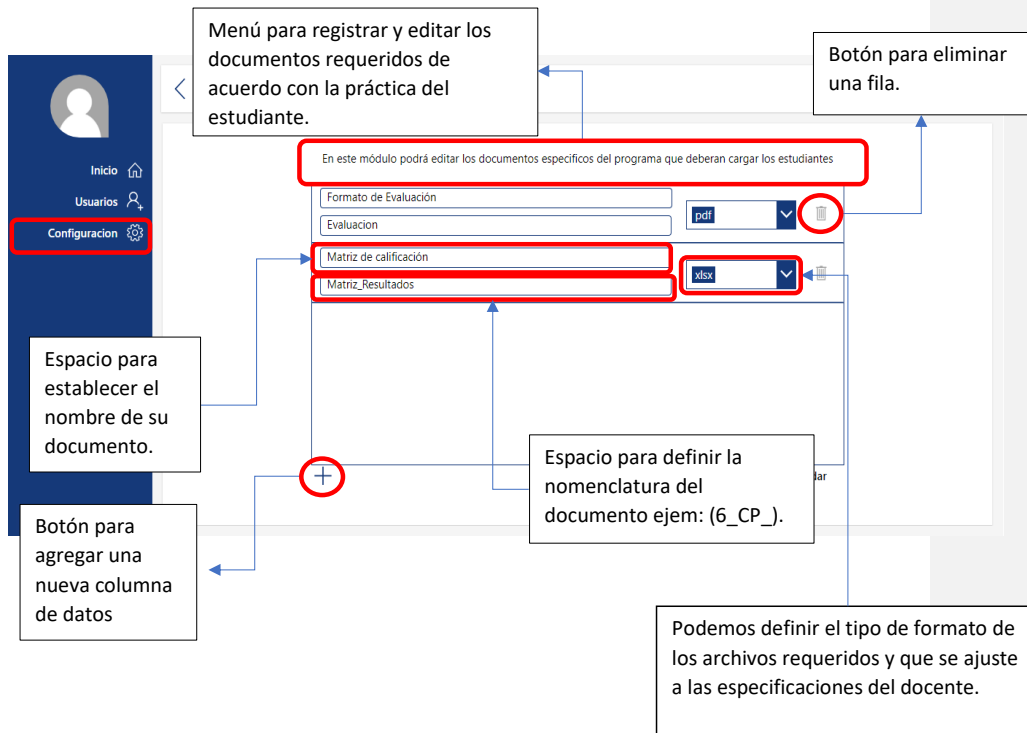 Menú para registrar y editar los
documentos requeridos de
acuerdo con la práctica del
estudiante.
Botón para eliminar
una fila.
Inicio
Usuarios
Configuracion
En este módulo podrá editar los documentos especificos del programa que deberan cargar los estudiantes
Formato de Evaluación
Evaluacion
pdf
Matriz de calificación
Matriz_Resultados
xlsx
Espacio para
establecer el
nombre de su
documento.
Espacio para definir la
nomenclatura del
documento ejem: (6_CP_).
Botón para
agregar una
nueva columna
de datos
Podemos definir el tipo de formato de
los archivos requeridos y que se ajuste
a las especificaciones del docente.